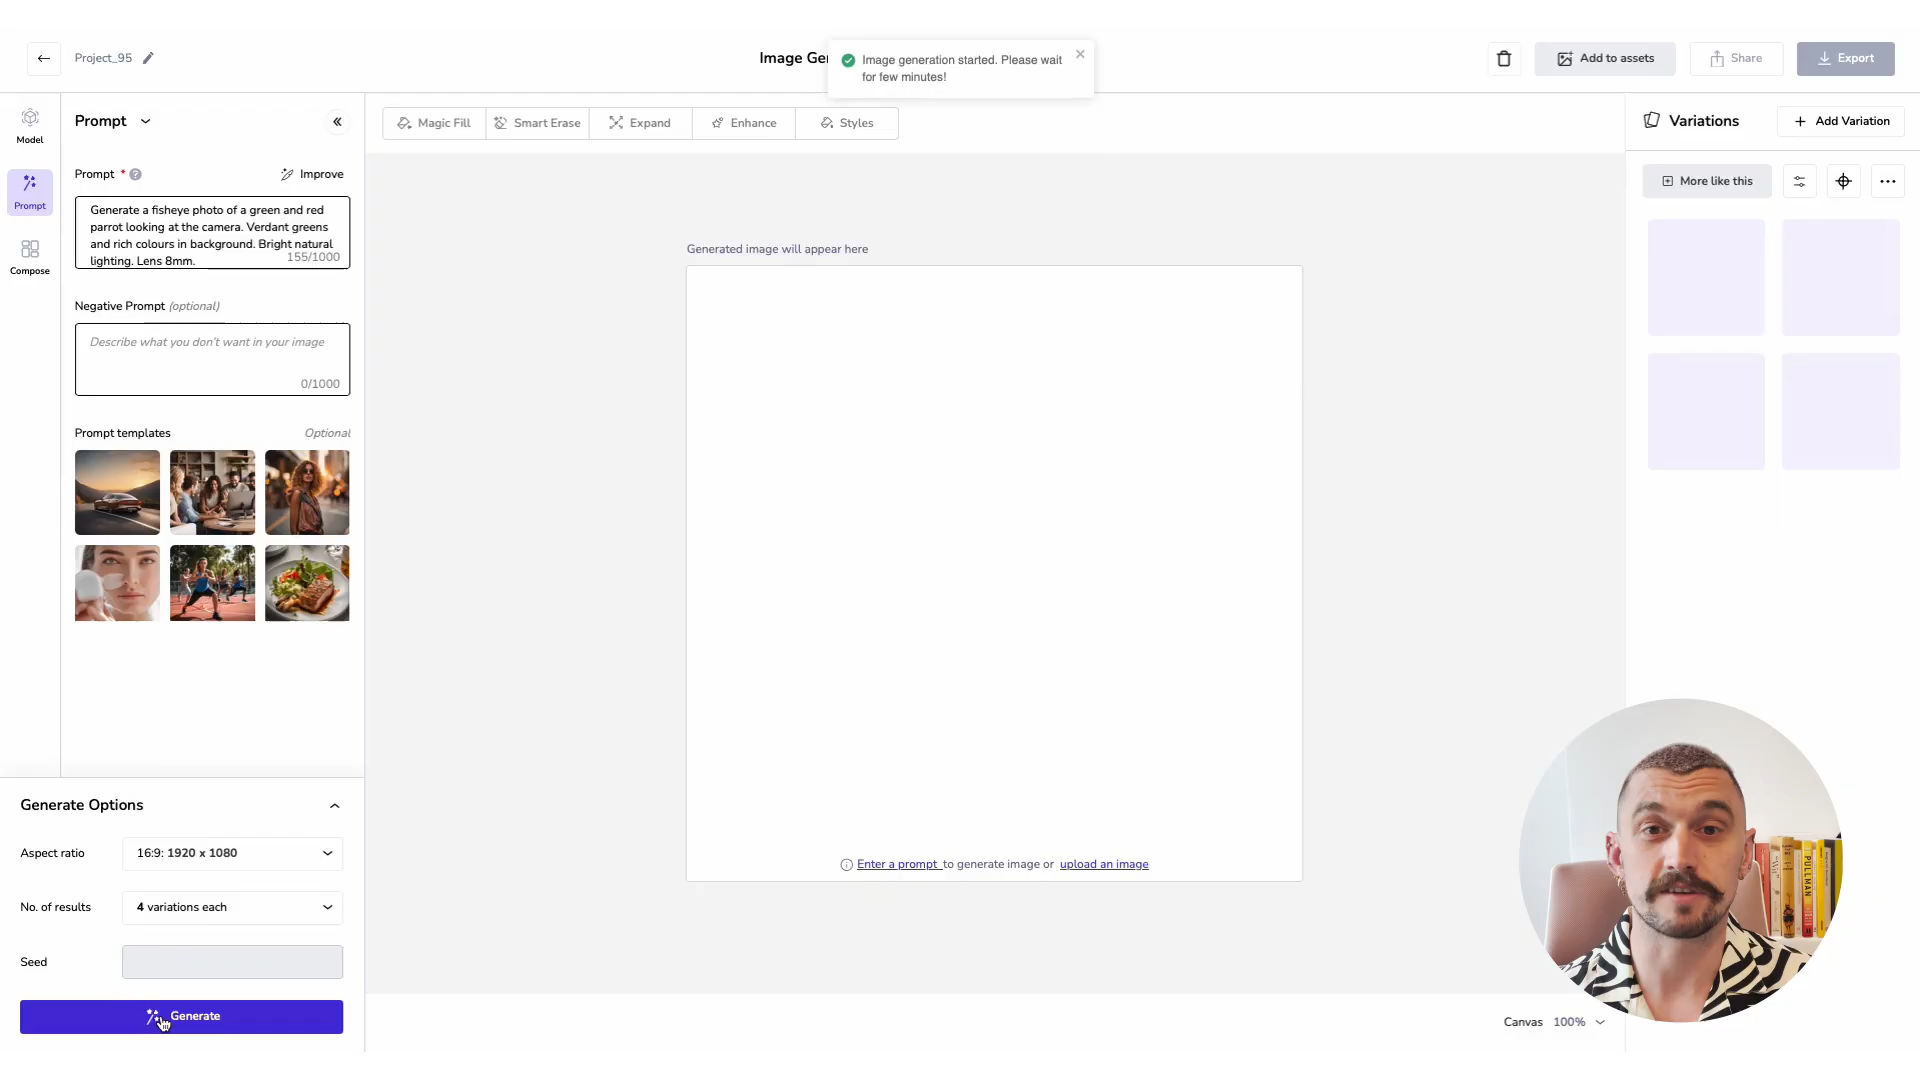 Project_95
Image Ge
Image generation started. Please wait
for few minutes!
Add to assets
Share
Export
Model
Prompt
Compose
Prompt
Prompt *
?
Improve
Generate a fisheye photo of a green and red
parrot looking at the camera. Verdant greens
and rich colours in background. Bright natural
lighting. Lens 8mm.
155/1000
Negative Prompt (optional)
Describe what you don't want in your image
0/1000
Prompt templates
Optional
Generate Options
Aspect ratio
16:9: 1920 x 1080
No. of results
4 variations each
Seed
Generate
Magic Fill
Smart Erase
Expand
Enhance
Styles
Generated image will appear here
Enter a prompt to generate image or upload an image
Canvas 100%
Variations
Add Variation
More like this
PULLMAN